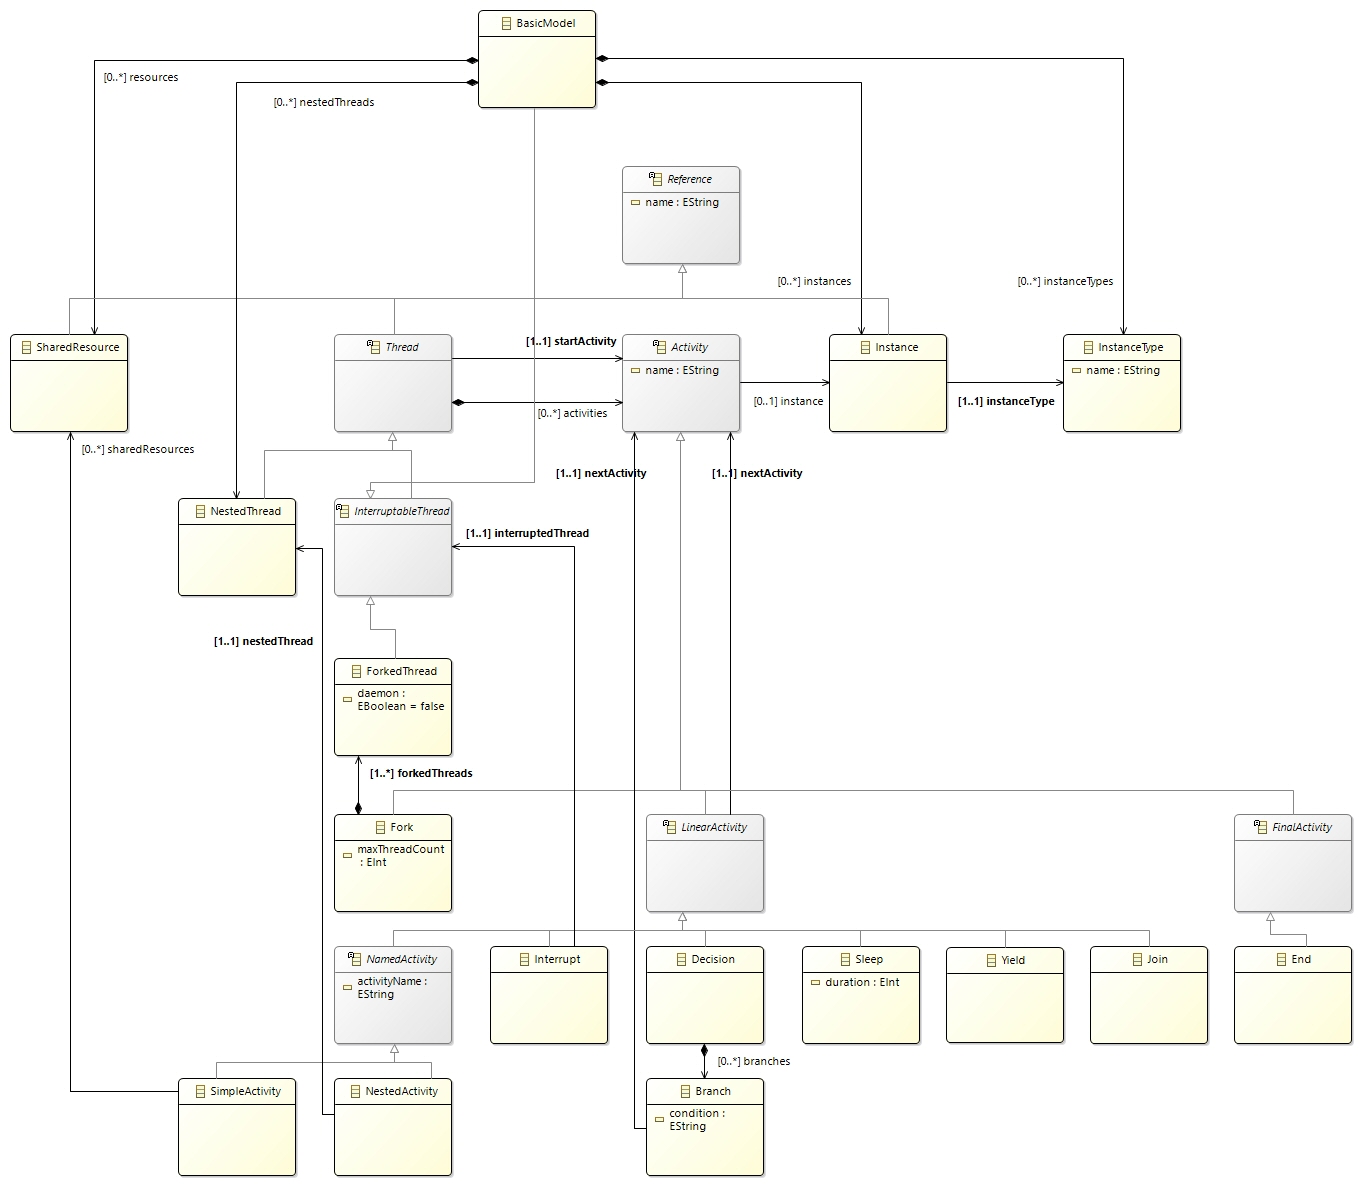 BasicModel
[0..*] resources
[0..*] nestedThreads
Reference
name : EString
[0..*] instances
[0..*] instanceTypes
SharedResource
Thread
[1..1] startActivity
Activity
name : EString
Instance
InstanceType
name : EString
[0..*] activities
[0..1] instance
[1..1] instanceType
[0..*] sharedResources
[1..1] nextActivity
[1..1] nextActivity
NestedThread
InterruptableThread
[1..1] interruptedThread
[1..1] nestedThread
ForkedThread
daemon :
EBoolean = false
[1..*] forkedThreads
Fork
maxThreadCount
: EInt
LinearActivity
FinalActivity
NamedActivity
activityName :
EString
Interrupt
Decision
Sleep
duration : EInt
Yield
Join
End
[0..*] branches
SimpleActivity
NestedActivity
Branch
condition :
EString